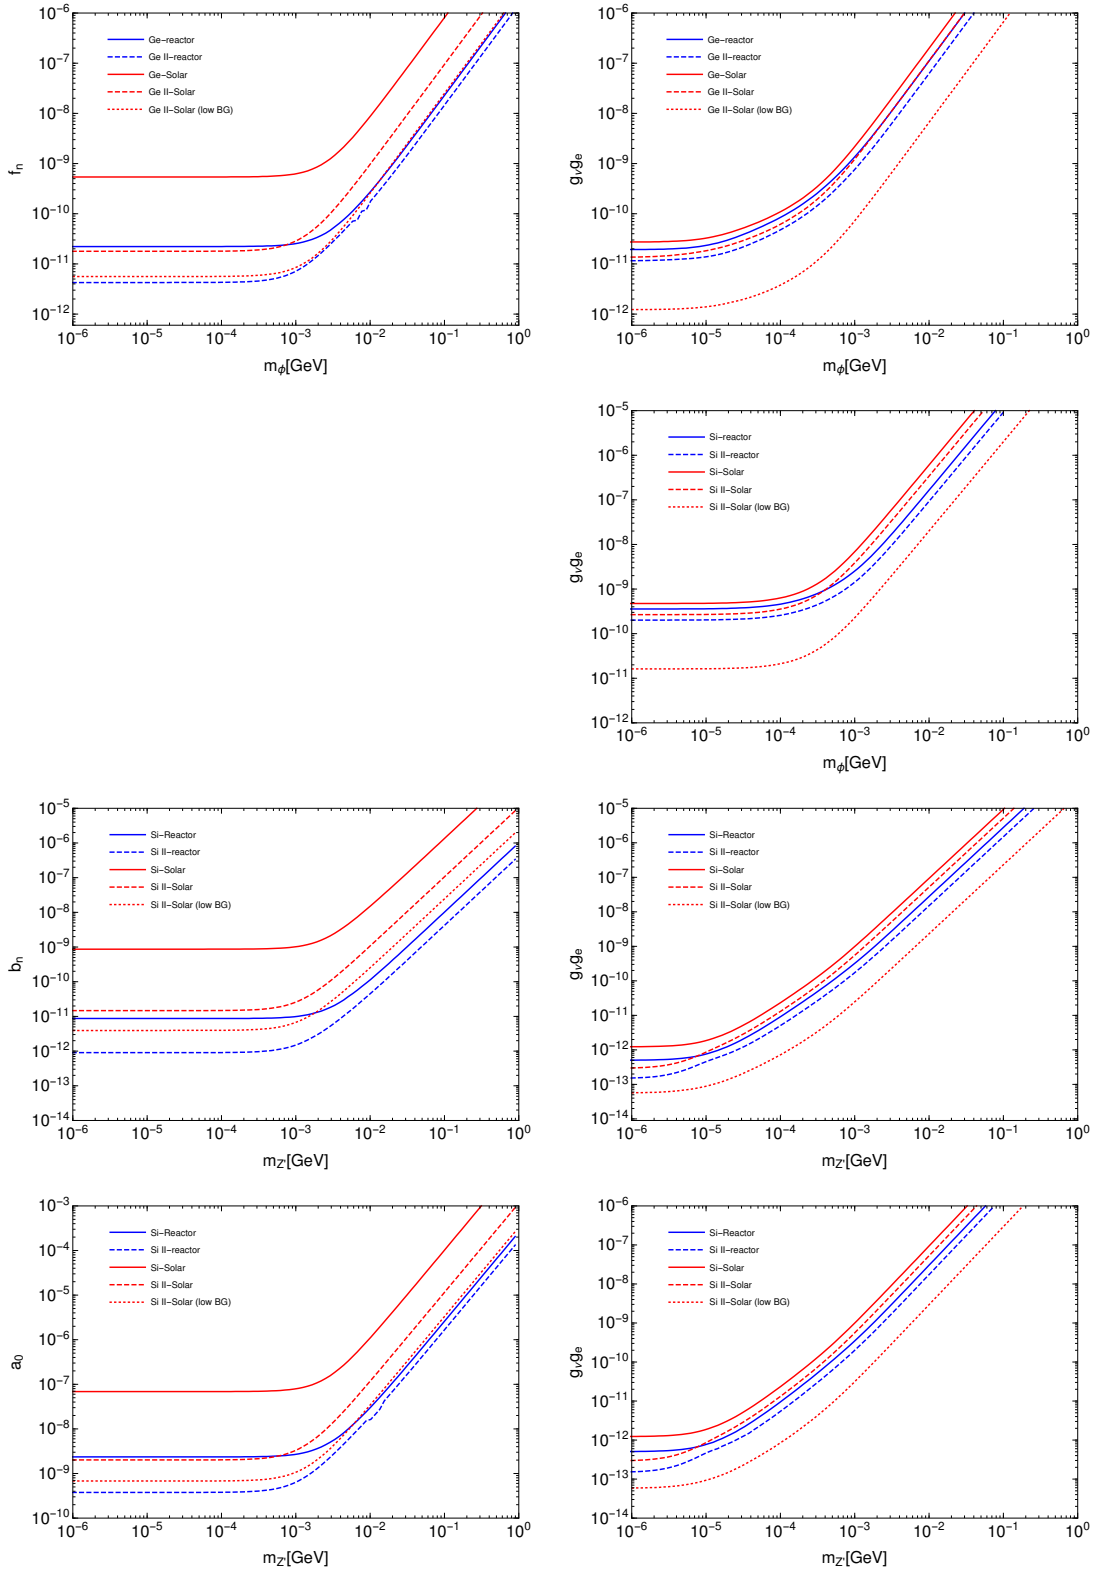 f_n
10⁻⁶
10⁻⁷
10⁻⁸
10⁻⁹
10⁻¹⁰
10⁻¹¹
10⁻¹²
Ge-reactor
Ge II-reactor
Ge-Solar
Ge II-Solar
Ge II-Solar (low BG)
10⁻⁶ 10⁻⁵ 10⁻⁴ 10⁻³ 10⁻² 10⁻¹ 10⁰
m_ϕ[GeV]
g_νg_e
10⁻⁶
10⁻⁷
10⁻⁸
10⁻⁹
10⁻¹⁰
10⁻¹¹
10⁻¹²
Ge-reactor
Ge II-reactor
Ge-Solar
Ge II-Solar
Ge II-Solar (low BG)
10⁻⁶ 10⁻⁵ 10⁻⁴ 10⁻³ 10⁻² 10⁻¹ 10⁰
m_ϕ[GeV]
g_νg_e
10⁻⁵
10⁻⁶
10⁻⁷
10⁻⁸
10⁻⁹
10⁻¹⁰
10⁻¹¹
10⁻¹²
Si-reactor
Si II-reactor
Si-Solar
Si II-Solar
Si II-Solar (low BG)
10⁻⁶ 10⁻⁵ 10⁻⁴ 10⁻³ 10⁻² 10⁻¹ 10⁰
m_ϕ[GeV]
b_n
10⁻⁵
10⁻⁶
10⁻⁷
10⁻⁸
10⁻⁹
10⁻¹⁰
10⁻¹¹
10⁻¹²
10⁻¹³
10⁻¹⁴
Si-Reactor
Si II-reactor
Si-Solar
Si II-Solar
Si II-Solar (low BG)
10⁻⁶ 10⁻⁵ 10⁻⁴ 10⁻³ 10⁻² 10⁻¹ 10⁰
m_Z'[GeV]
g_νg_e
10⁻⁵
10⁻⁶
10⁻⁷
10⁻⁸
10⁻⁹
10⁻¹⁰
10⁻¹¹
10⁻¹²
10⁻¹³
10⁻¹⁴
Si-Reactor
Si II-reactor
Si-Solar
Si II-Solar
Si II-Solar (low BG)
10⁻⁶ 10⁻⁵ 10⁻⁴ 10⁻³ 10⁻² 10⁻¹ 10⁰
m_Z'[GeV]
a₀
10⁻³
10⁻⁴
10⁻⁵
10⁻⁶
10⁻⁷
10⁻⁸
10⁻⁹
10⁻¹⁰
Si-Reactor
Si II-reactor
Si-Solar
Si II-Solar
Si II-Solar (low BG)
10⁻⁶ 10⁻⁵ 10⁻⁴ 10⁻³ 10⁻² 10⁻¹ 10⁰
m_Z'[GeV]
g_νg_e
10⁻⁶
10⁻⁷
10⁻⁸
10⁻⁹
10⁻¹⁰
10⁻¹¹
10⁻¹²
10⁻¹³
10⁻¹⁴
Si-Reactor
Si II-reactor
Si-Solar
Si II-Solar
Si II-Solar (low BG)
10⁻⁶ 10⁻⁵ 10⁻⁴ 10⁻³ 10⁻² 10⁻¹ 10⁰
m_Z'[GeV]